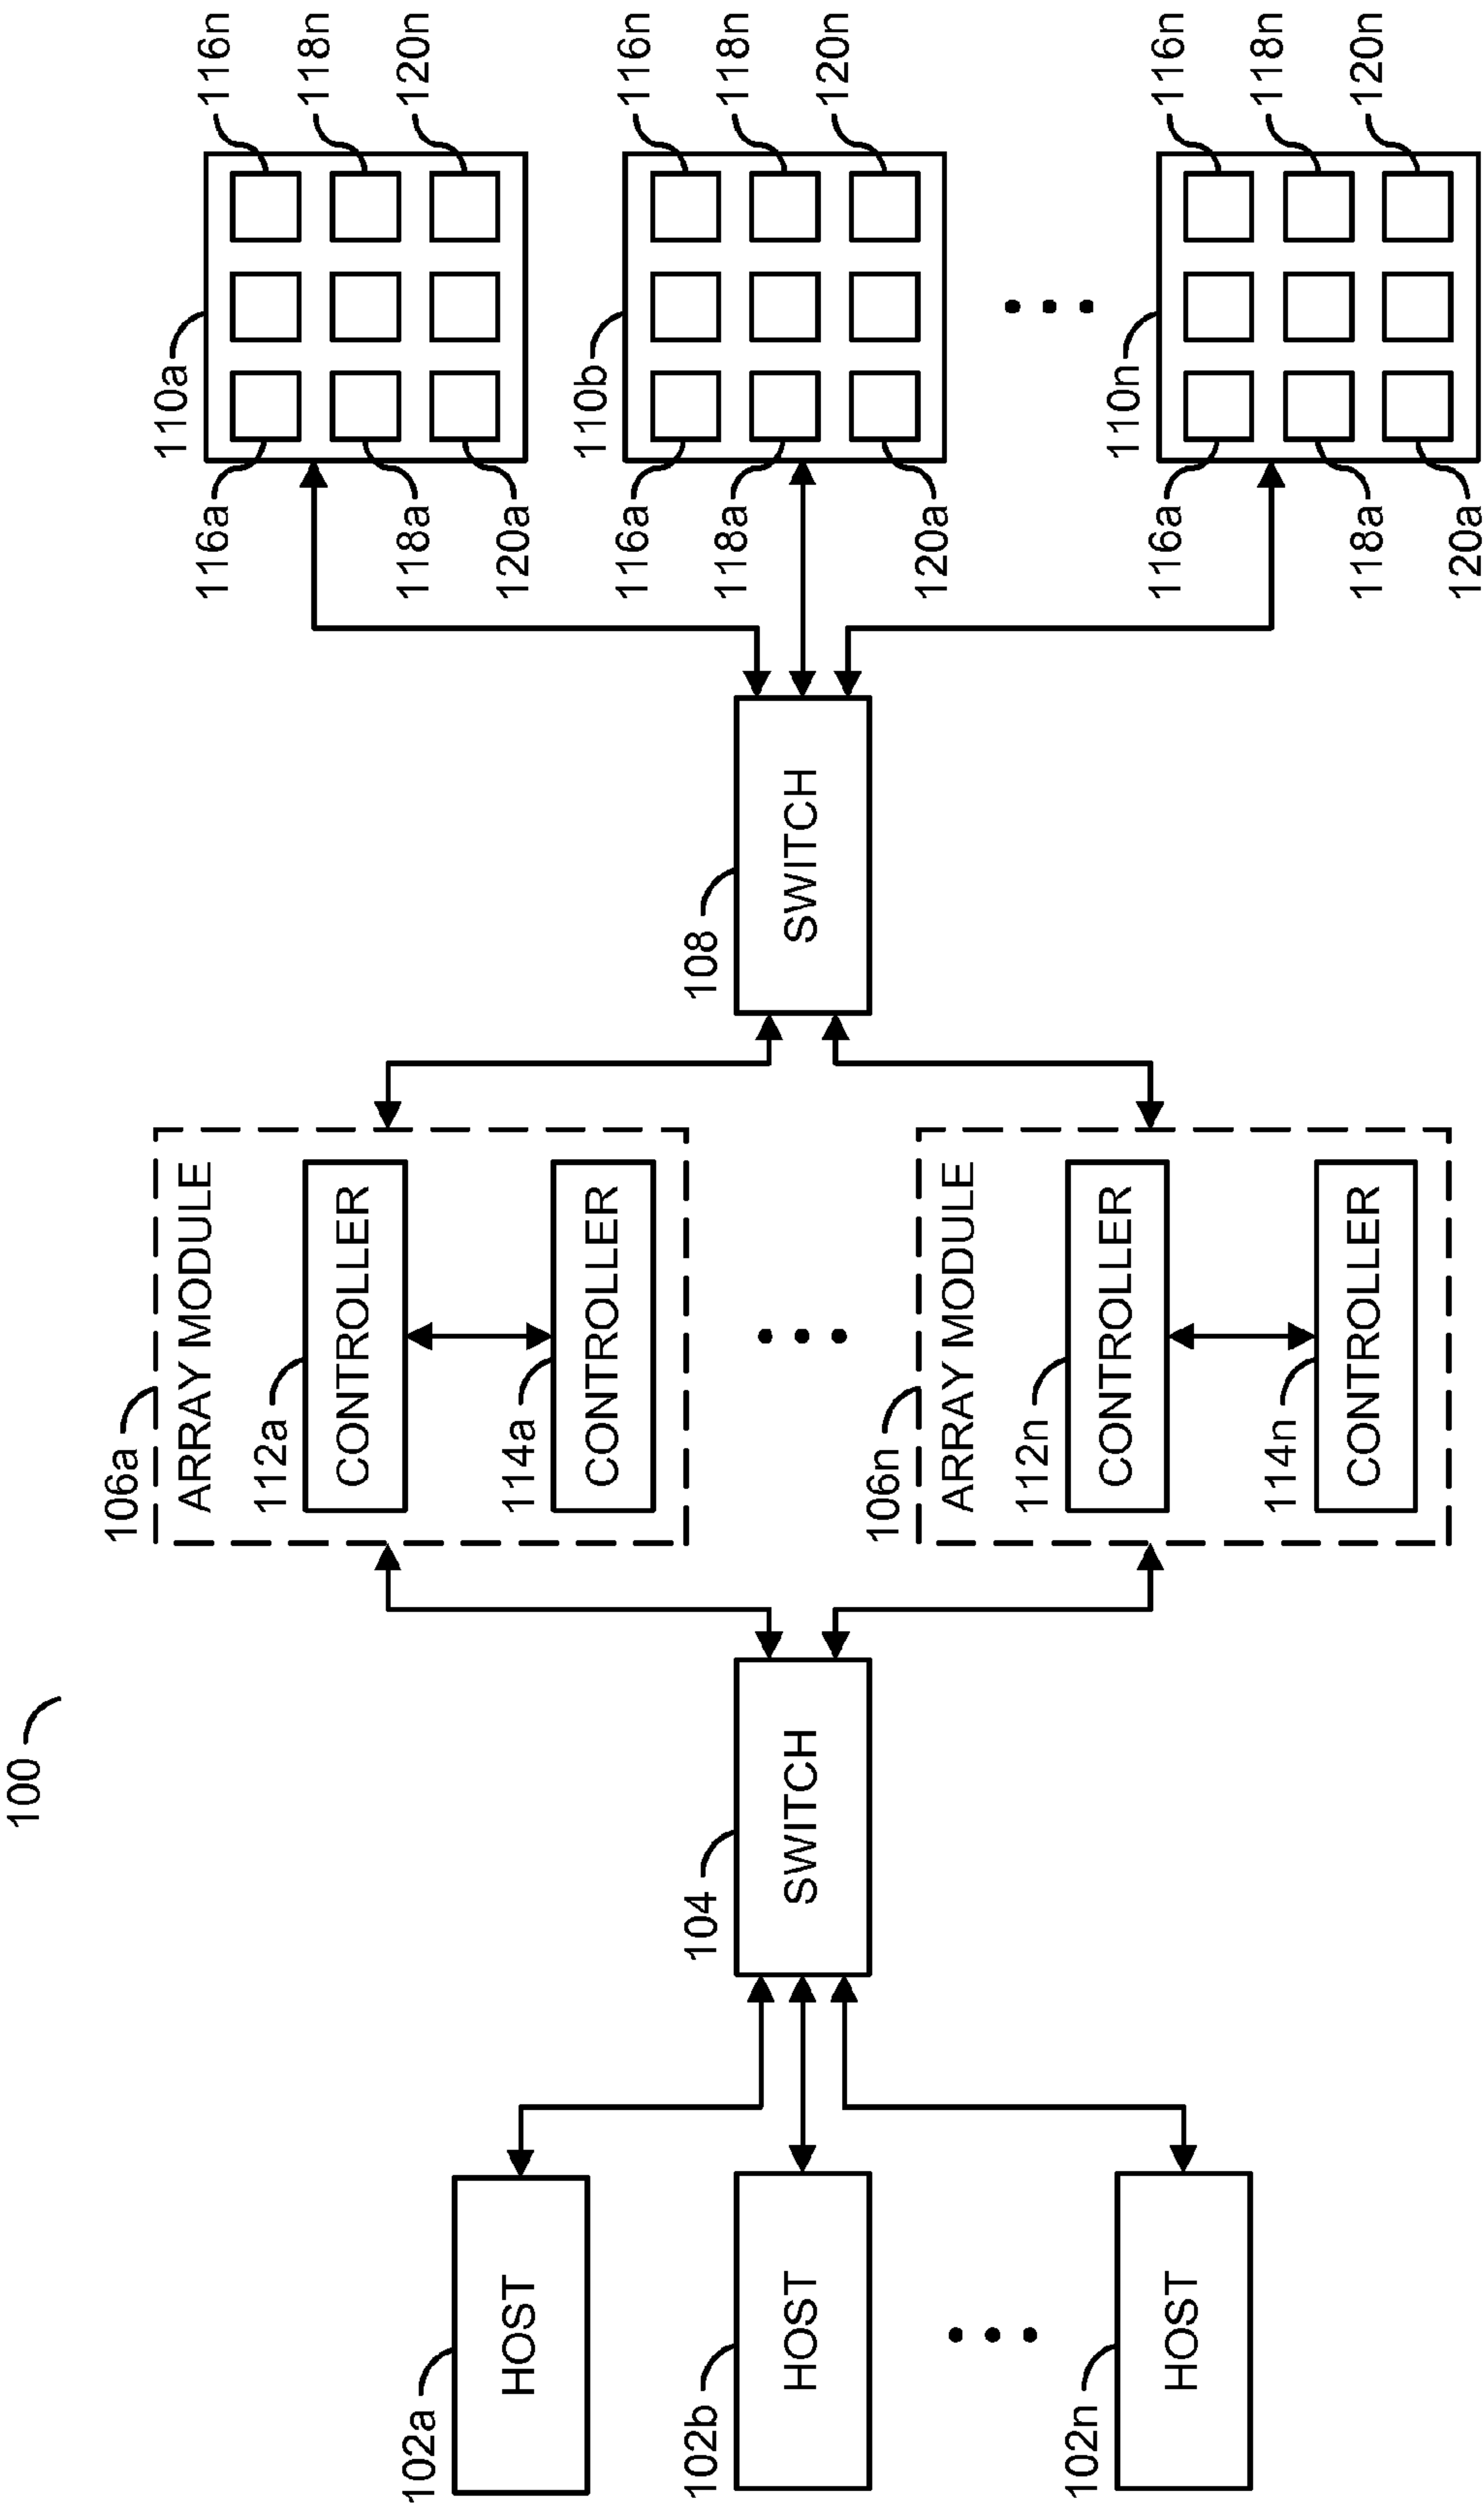 100
102a
HOST
102b
HOST
102n
HOST
104
SWITCH
106a
ARRAY MODULE
112a
CONTROLLER
114a
CONTROLLER
106n
ARRAY MODULE
112n
CONTROLLER
114n
CONTROLLER
108
SWITCH
110a
116a
116n
118a
118n
120a
120n
110b
116a
116n
118a
118n
120a
120n
110n
116a
116n
118a
118n
120a
120n